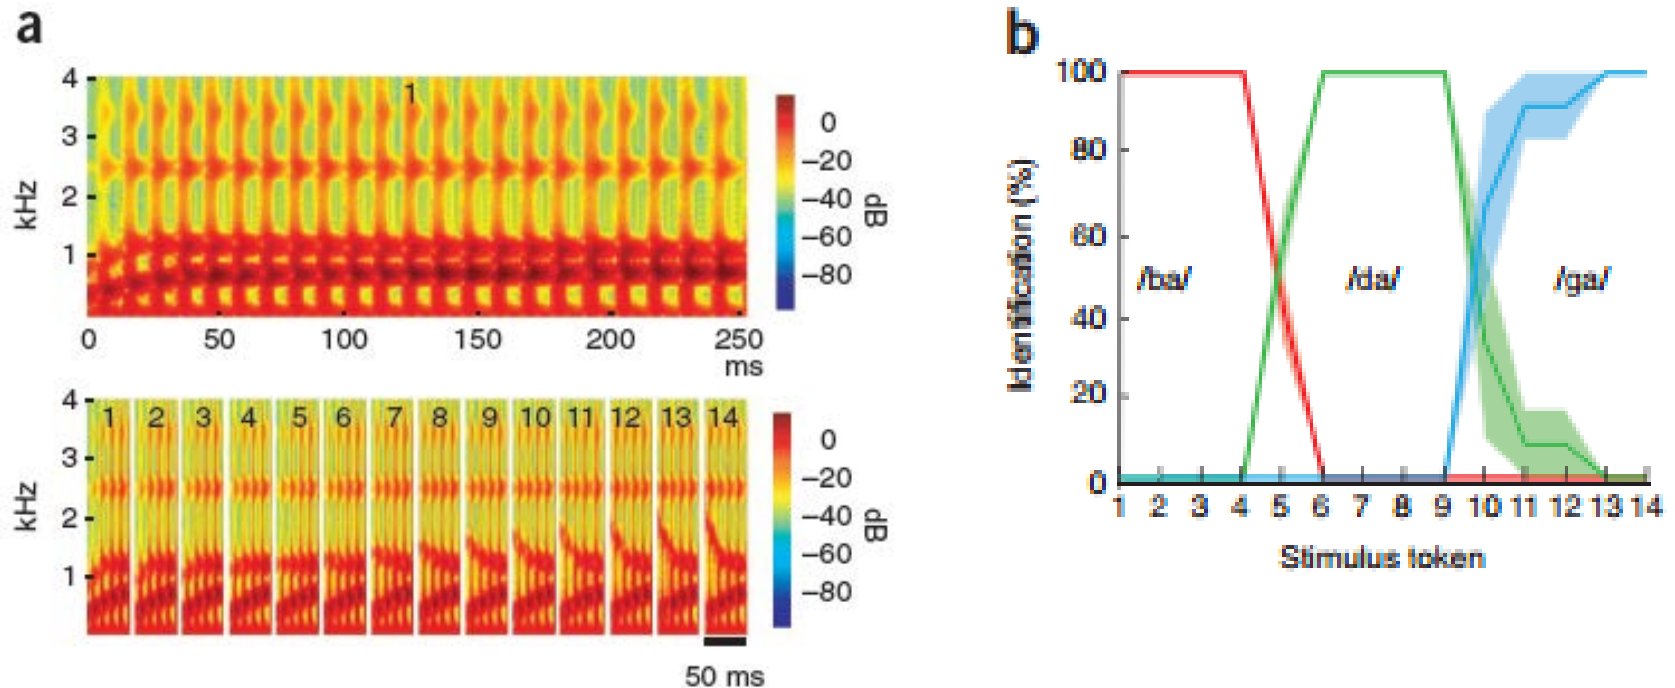 a
4
3
2
1
kHz
1
0
−20
−40
−60
−80
dB
0 50 100 150 200 250
ms
4
3
2
1
kHz
1 2 3 4 5 6 7 8 9 10 11 12 13 14
0
−20
−40
−60
−80
dB
50 ms
b
100
80
60
40
20
0
Identification (%)
/ba/ /da/ /ga/
1 2 3 4 5 6 7 8 9 10 11 12 13 14
Stimulus token